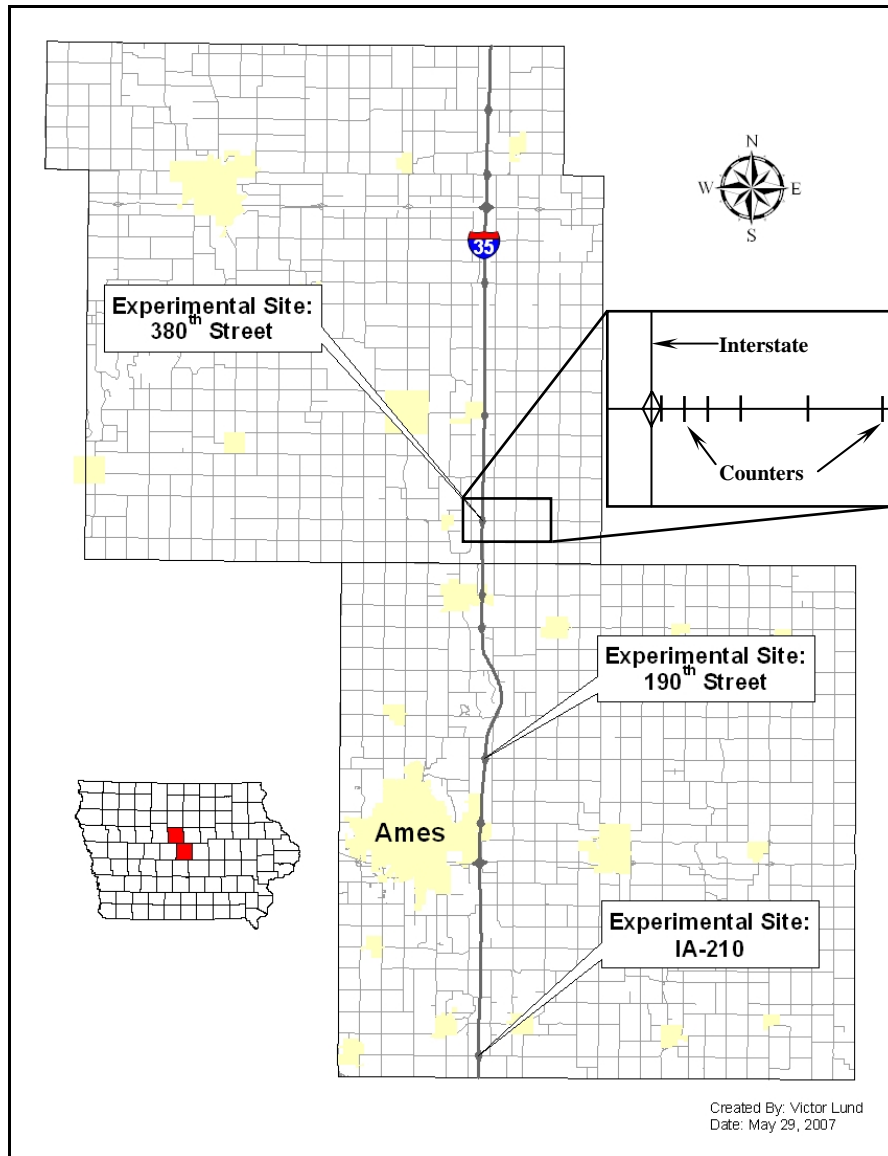 N
W E
S
35
Experimental Site:
380th Street
Interstate
Counters
Experimental Site:
190th Street
Ames
Experimental Site:
IA-210
Created By: Victor Lund
Date: May 29, 2007